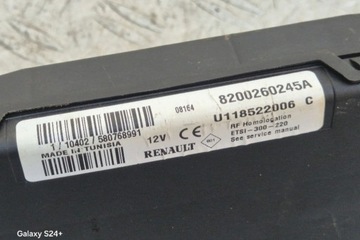 081E4
8200260245A
U118522006 C
1 / 10402 / 580768991
MADE IN TUNISIA
12V CE
RENAULT
RF Homologation
ETSI-300-220
See service manual
Galaxy S24+